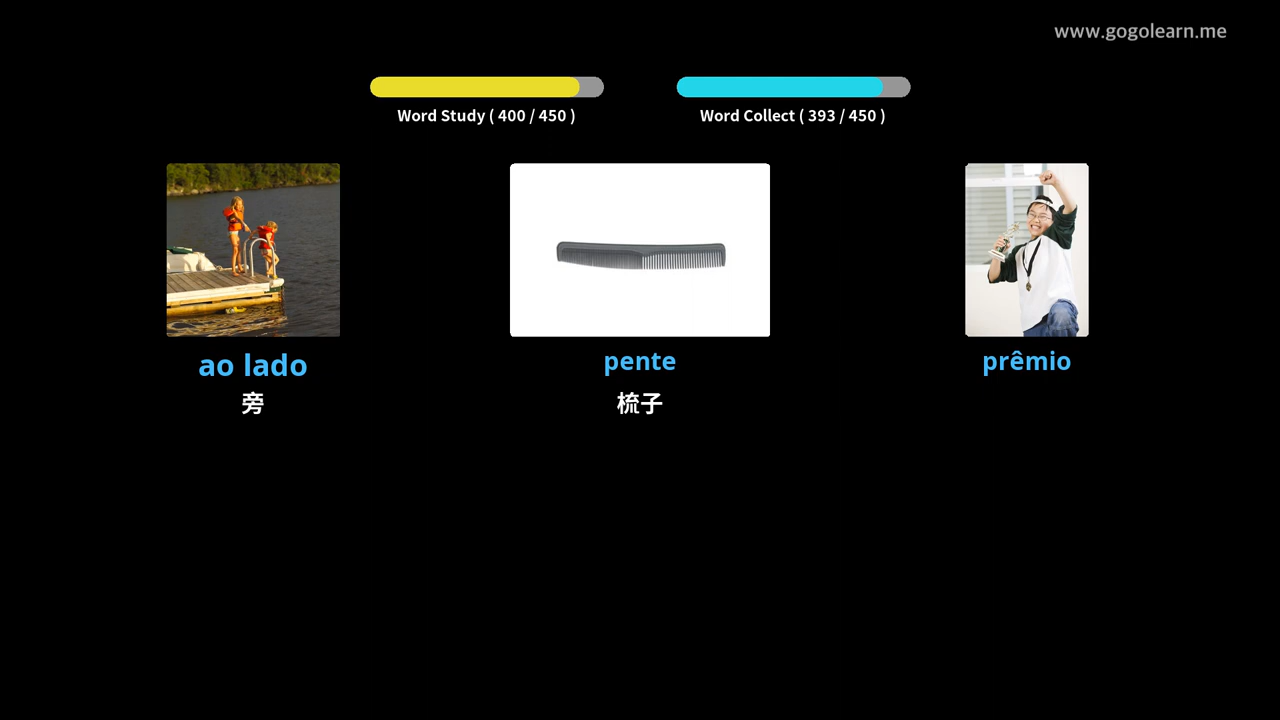 www.gogolearn.me
Word Study ( 400 / 450 )
Word Collect ( 393 / 450 )
ao lado
旁
pente
梳子
prêmio